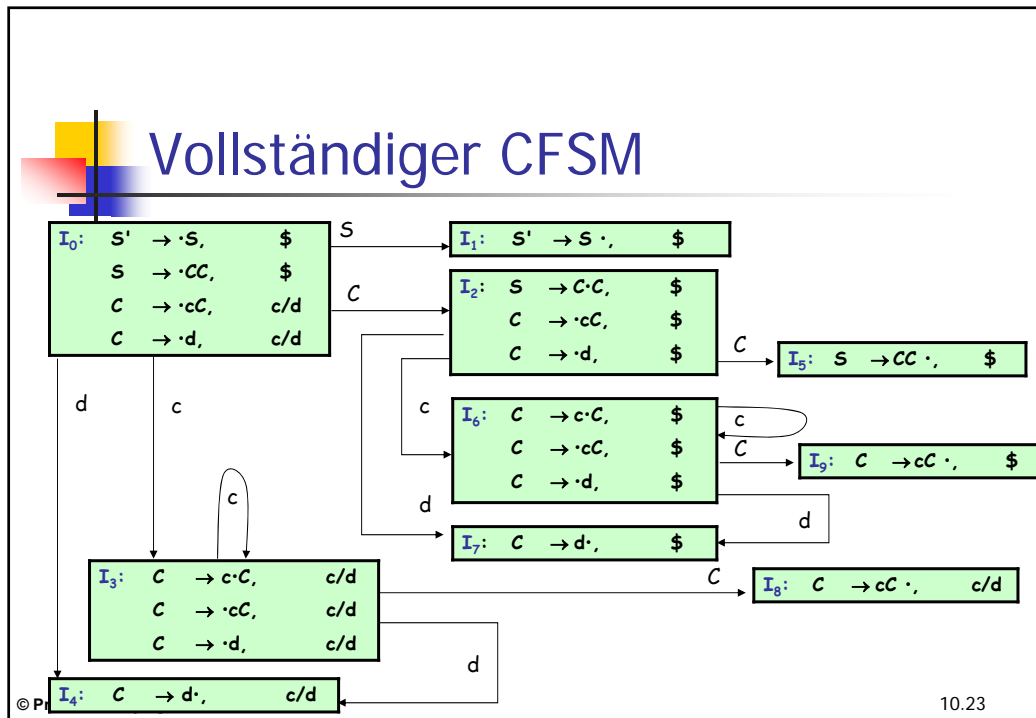 Vollständiger CFSM
I₀: S' → ·S, $
S → ·CC, $
C → ·cC, c/d
C → ·d, c/d
S
I₁: S' → S ·, $
C
I₂: S → C·C, $
C → ·cC, $
C → ·d, $
C
I₅: S → CC ·, $
d
c
c
I₆: C → c·C, $
C → ·cC, $
C → ·d, $
c
C
I₉: C → cC ·, $
d
d
I₇: C → d·, $
c
I₃: C → c·C, c/d
C → ·cC, c/d
C → ·d, c/d
C
I₈: C → cC ·, c/d
d
I₄: C → d·, c/d
© Pr
10.23